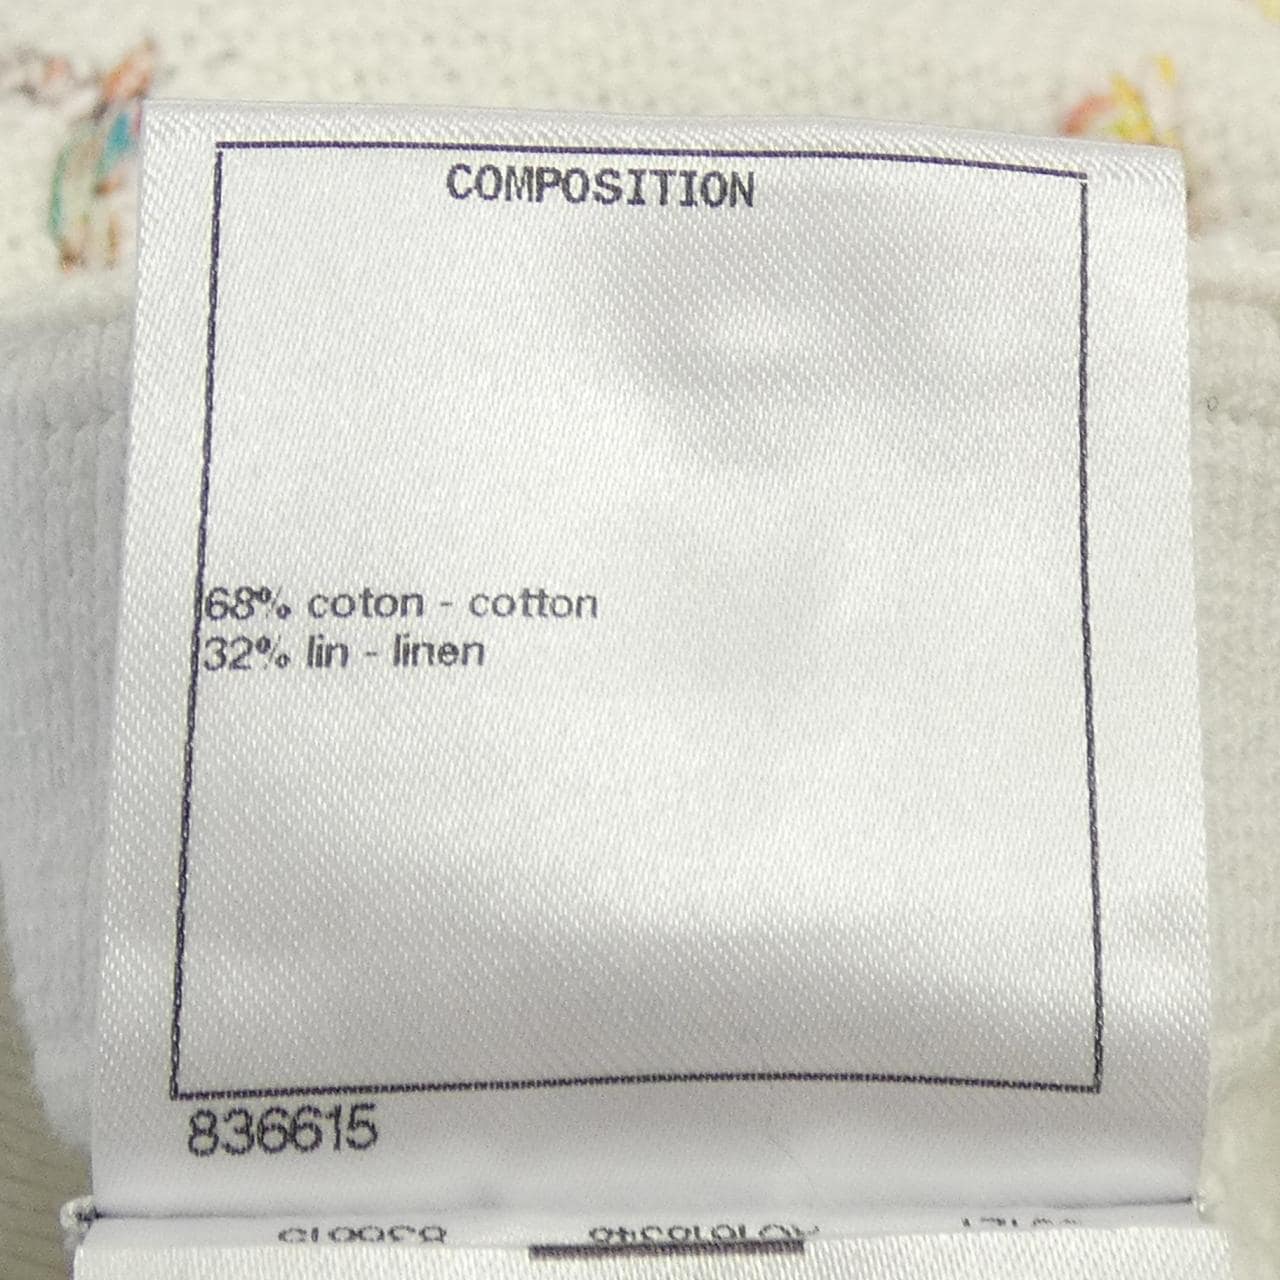 COMPOSITION
68% coton - cotton
32% lin - linen
836615